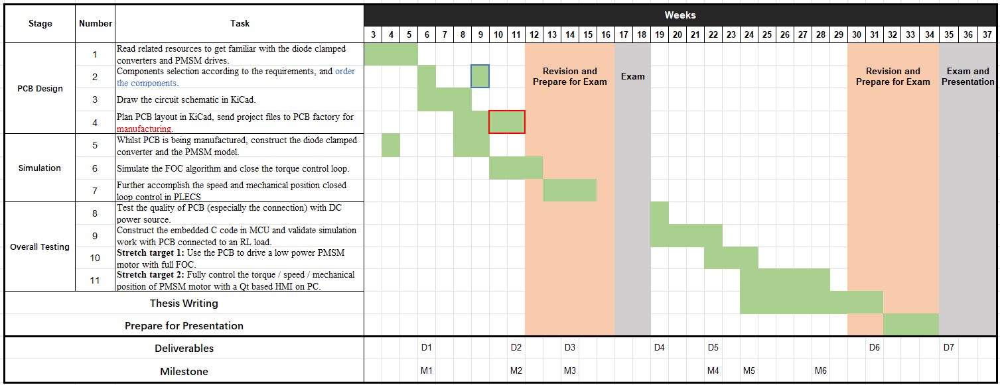 Weeks
Stage Number Task
3 4 5 6 7 8 9 10 11 12 13 14 15 16 17 18 19 20 21 22 23 24 25 26 27 28 29 30 31 32 33 34 35 36 37
PCB Design
1 Read related resources to get familiar with the diode clamped
converters and PMSM drives.
2 Components selection according to the requirements, and order
the components.
3 Draw the circuit schematic in KiCad.
4 Plan PCB layout in KiCad, send project files to PCB factory for
manufacturing.
Simulation
5 Whilst PCB is being manufactured, construct the diode clamped
converter and the PMSM model.
6 Simulate the FOC algorithm and close the torque control loop.
7 Further accomplish the speed and mechanical position closed
loop control in PLECS
Overall Testing
8 Test the quality of PCB (especially the connection) with DC
power source.
9 Construct the embedded C code in MCU and validate simulation
work with PCB connected to an RL load.
10 Stretch target 1: Use the PCB to drive a low power PMSM
motor with full FOC.
11 Stretch target 2: Fully control the torque / speed / mechanical
position of PMSM motor with a Qt based HMI on PC.
Revision and
Prepare for Exam
Exam
Revision and
Prepare for Exam
Exam and
Presentation
Thesis Writing
Prepare for Presentation
Deliverables D1 D2 D3 D4 D5 D6 D7
Milestone M1 M2 M3 M4 M5 M6